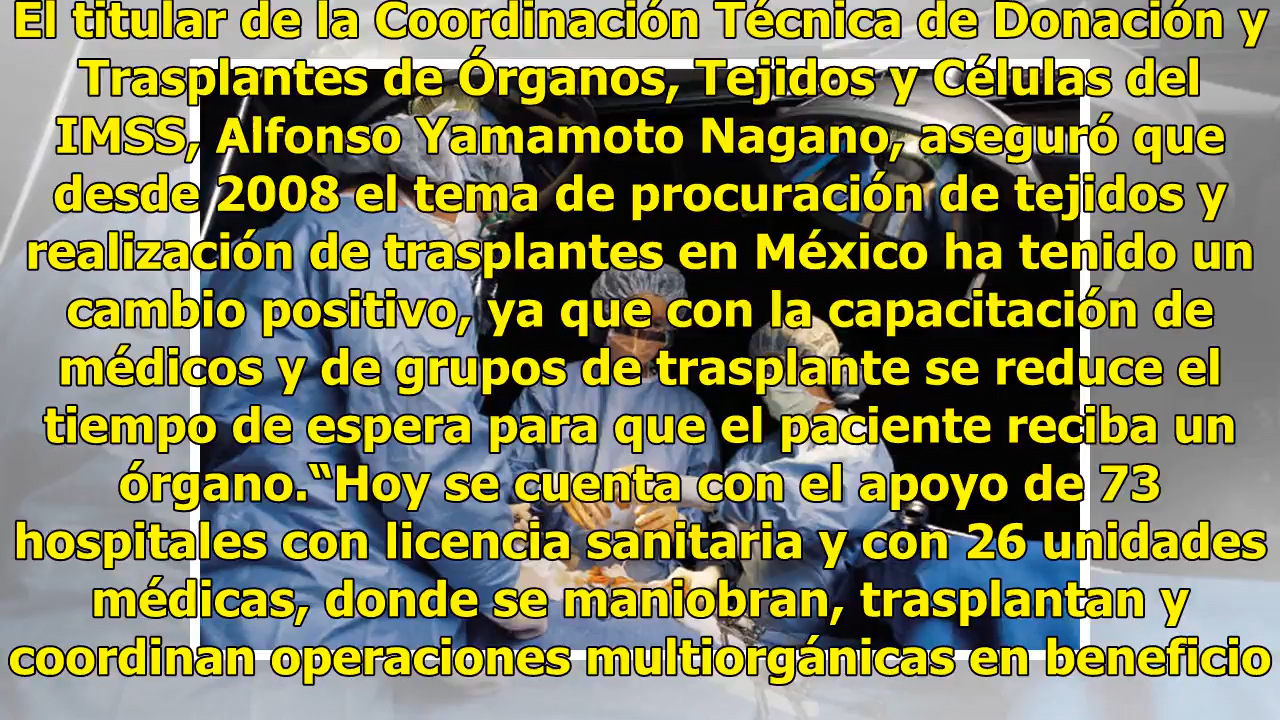 El titular de la Coordinación Técnica de Donación y
Trasplantes de Órganos, Tejidos y Células del
IMSS, Alfonso Yamamoto Nagano, aseguró que
desde 2008 el tema de procuración de tejidos y
realización de trasplantes en México ha tenido un
cambio positivo, ya que con la capacitación de
médicos y de grupos de trasplante se reduce el
tiempo de espera para que el paciente reciba un
órgano.“Hoy se cuenta con el apoyo de 73
hospitales con licencia sanitaria y con 26 unidades
médicas, donde se maniobran, trasplantan y
coordinan operaciones multiorgánicas en beneficio